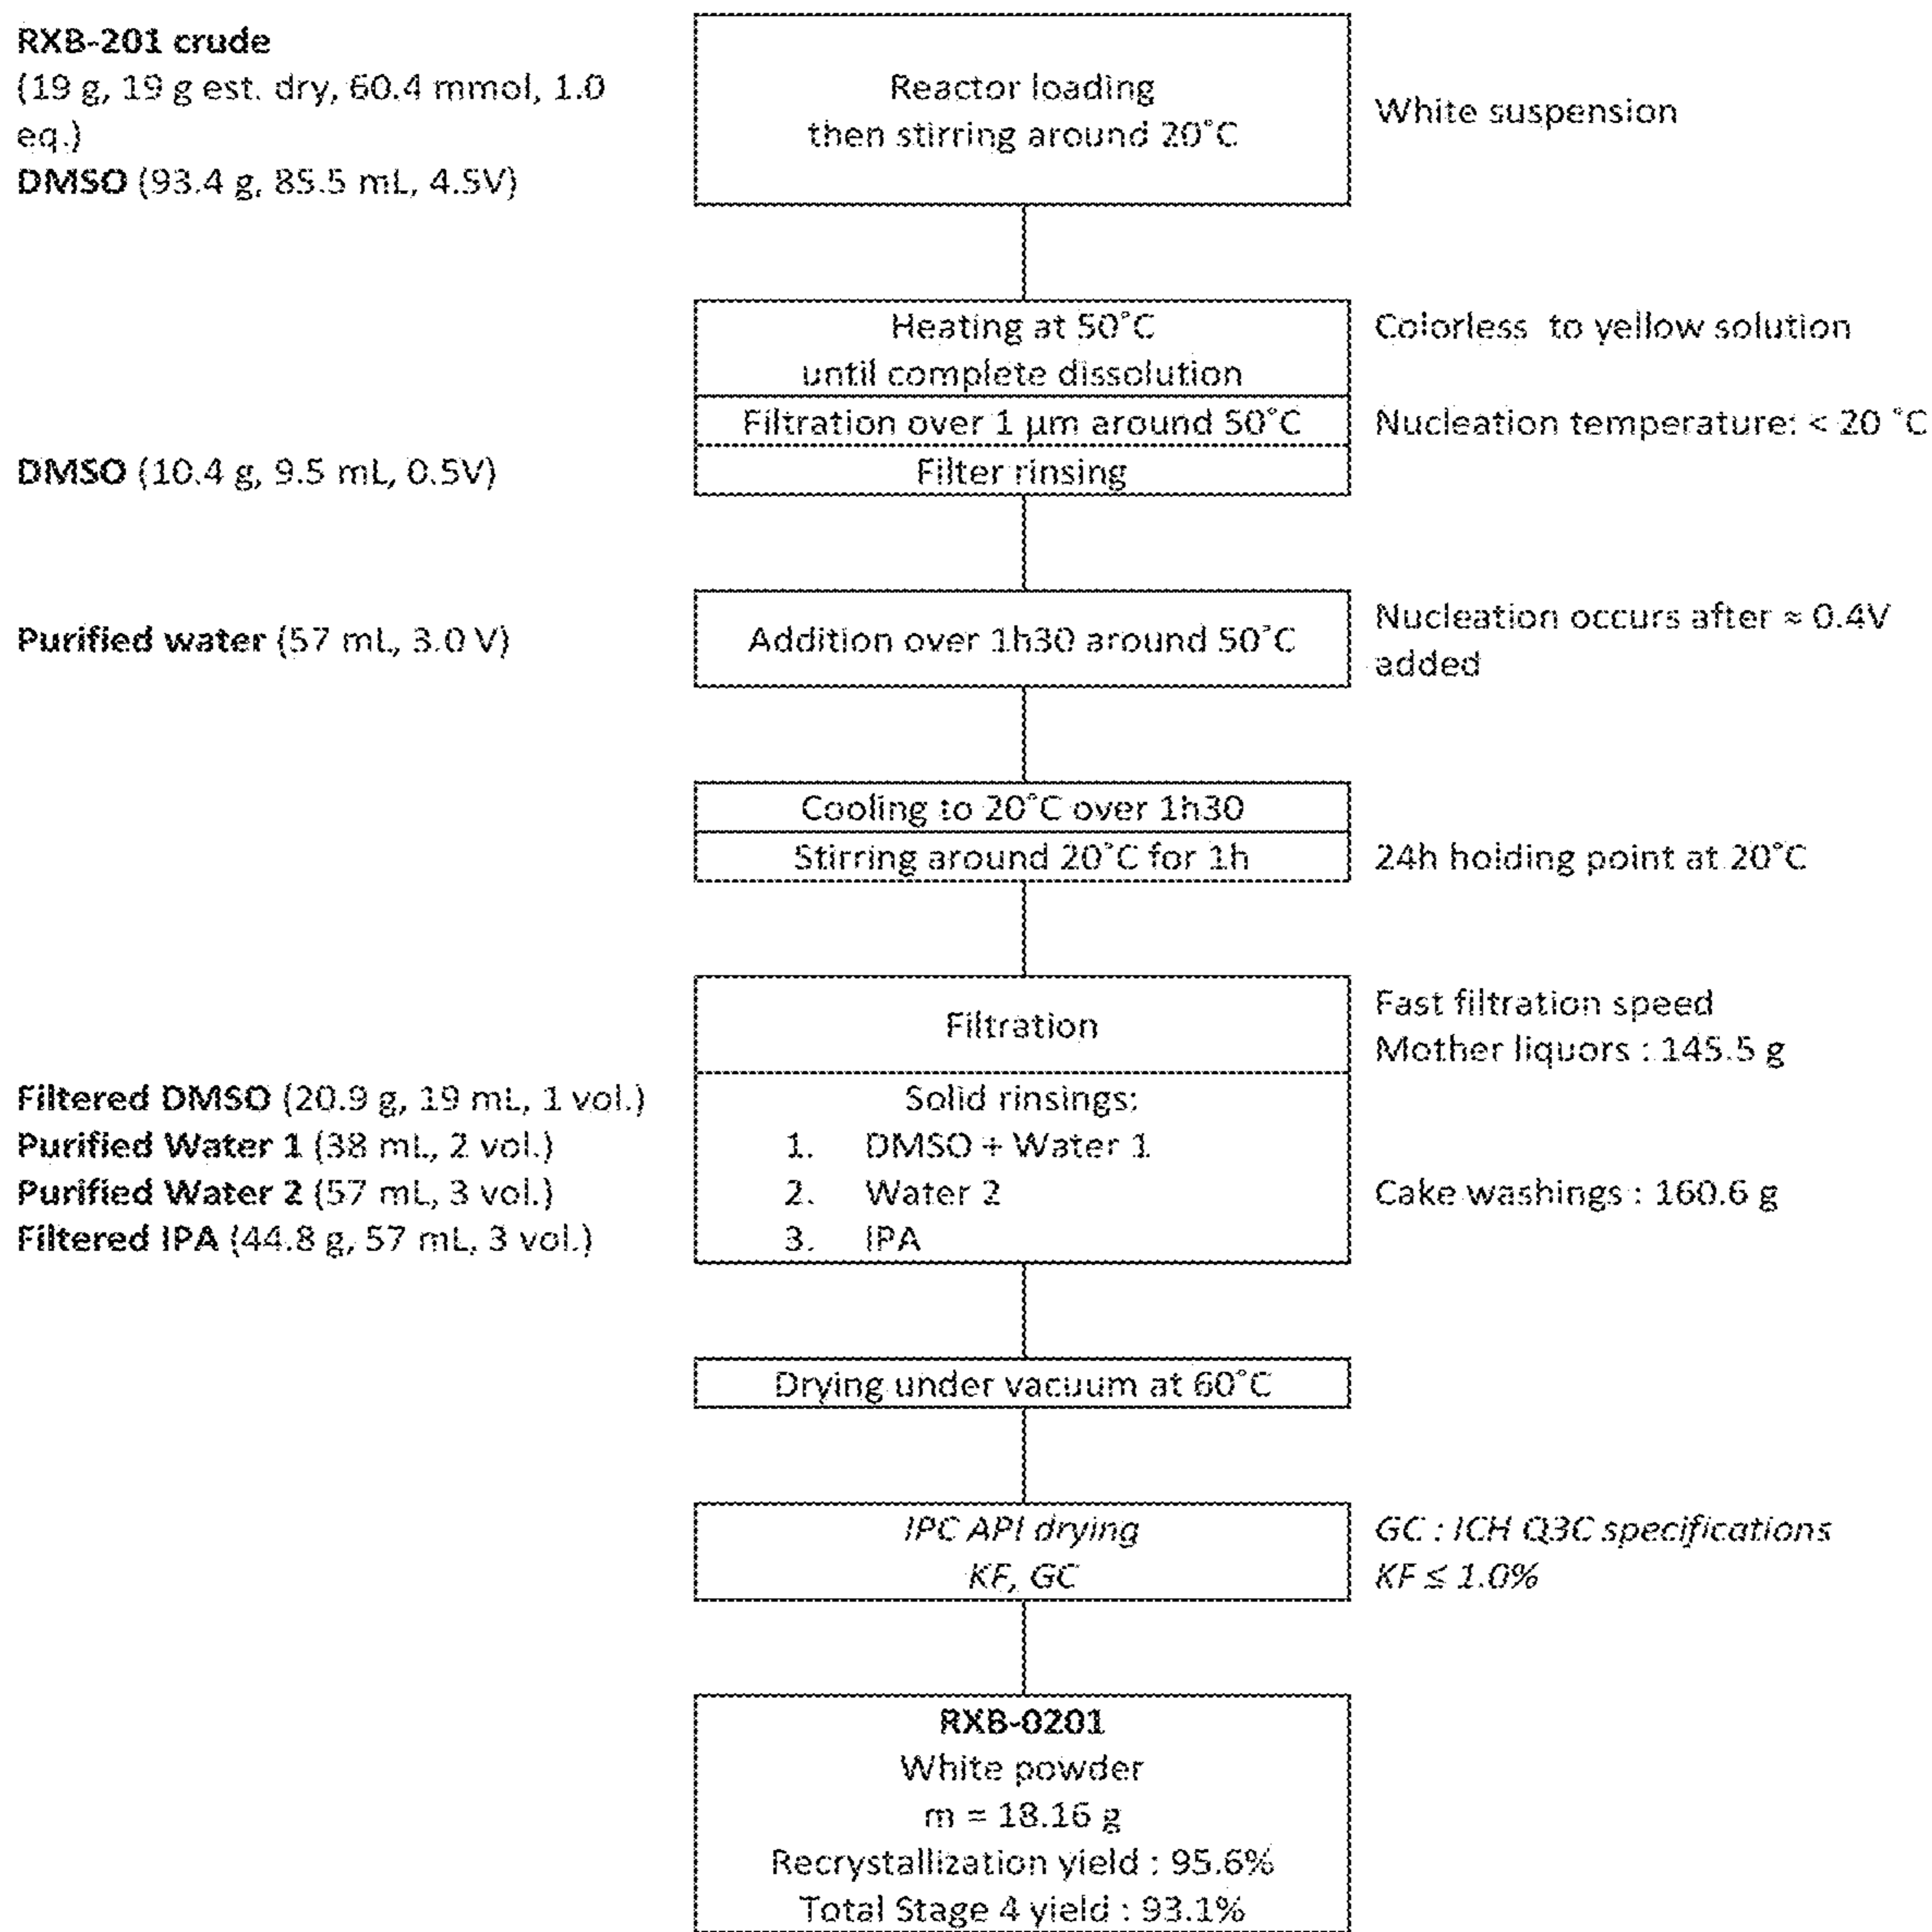 RXB-201 crude
(19 g, 19 g est. dry, 60.4 mmol, 1.0
eq.)
DMSO (93.4 g, 85.5 mL, 4.5V)
Reactor loading
then stirring around 20°C
White suspension
Heating at 50°C
until complete dissolution
Colorless to yellow solution
Filtration over 1 µm around 50°C
Nucleation temperature: < 20 °C
DMSO (10.4 g, 9.5 mL, 0.5V)
Filter rinsing
Purified water (57 mL, 3.0 V)
Addition over 1h30 around 50°C
Nucleation occurs after ≈ 0.4V
added
Cooling to 20°C over 1h30
Stirring around 20°C for 1h
24h holding point at 20°C
Filtration
Fast filtration speed
Mother liquors : 145.5 g
Filtered DMSO (20.9 g, 19 mL, 1 vol.)
Purified Water 1 (38 mL, 2 vol.)
Purified Water 2 (57 mL, 3 vol.)
Filtered IPA (44.8 g, 57 mL, 3 vol.)
Solid rinsings:
1. DMSO + Water 1
2. Water 2
3. IPA
Cake washings : 160.6 g
Drying under vacuum at 60°C
IPC API drying
KF, GC
GC : ICH Q3C specifications
KF ≤ 1.0%
RXB-0201
White powder
m = 18.16 g
Recrystallization yield : 95.6%
Total Stage 4 yield : 93.1%